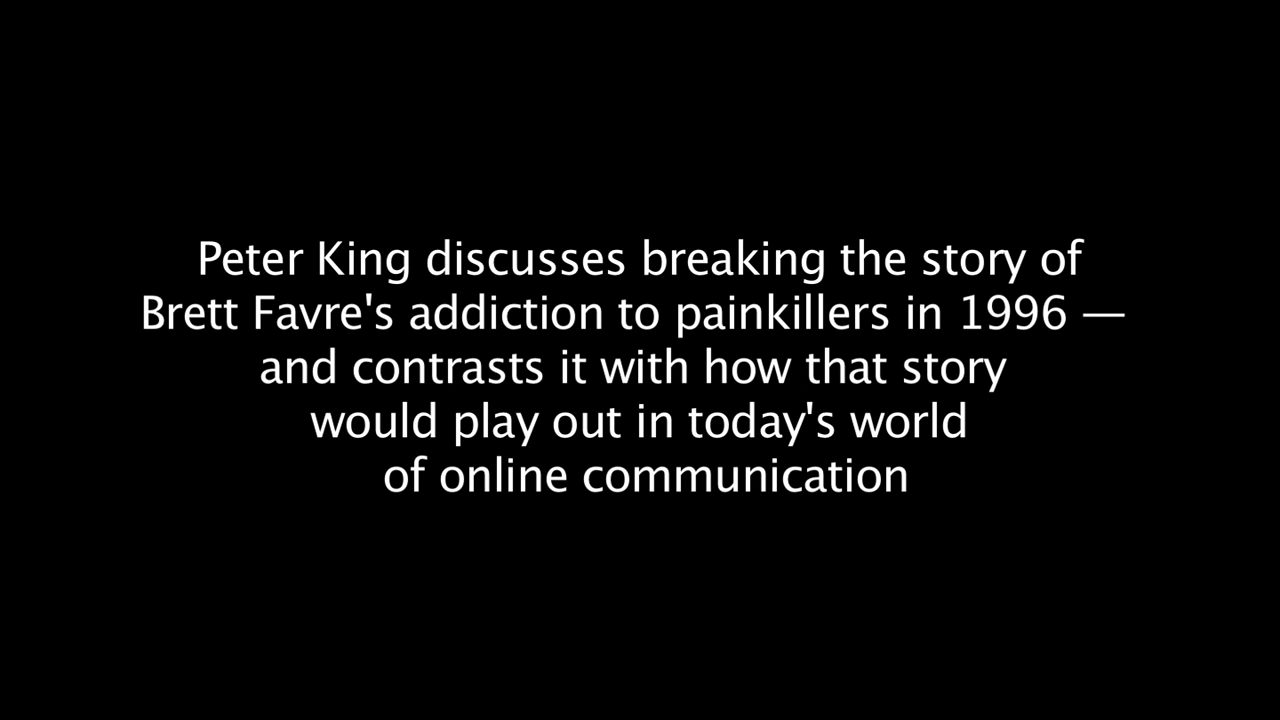 Peter King discusses breaking the story of
Brett Favre's addiction to painkillers in 1996 —
and contrasts it with how that story
would play out in today's world
of online communication